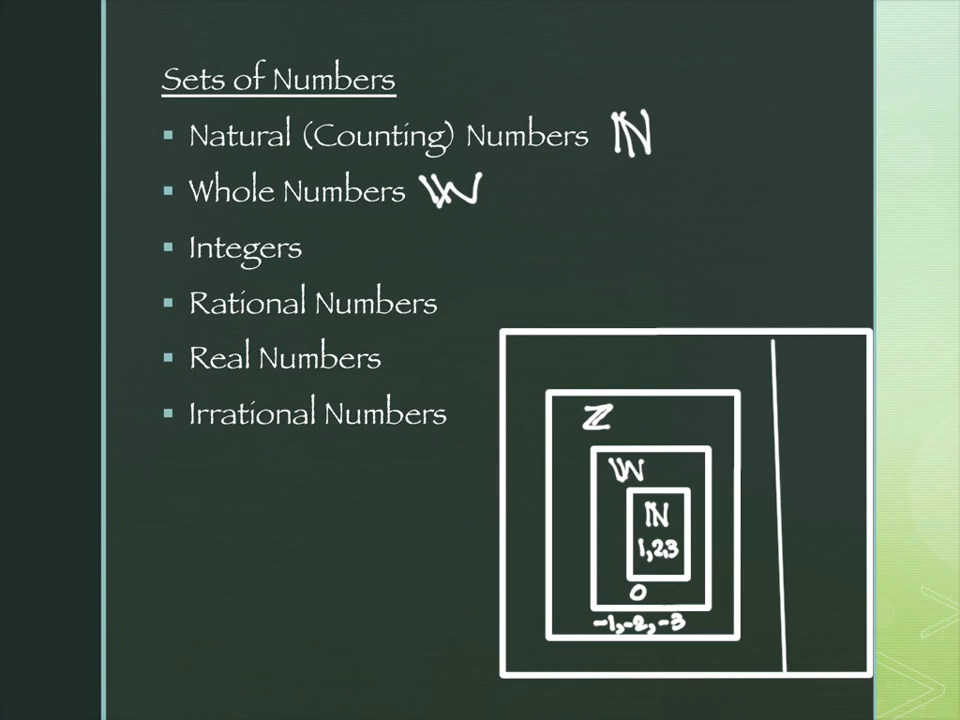 Sets of Numbers
▪ Natural (Counting) Numbers ℕ
▪ Whole Numbers 𝕎
▪ Integers
▪ Rational Numbers
▪ Real Numbers
▪ Irrational Numbers
ℤ
𝕎
ℕ
1,2,3
0
-1,-2,-3